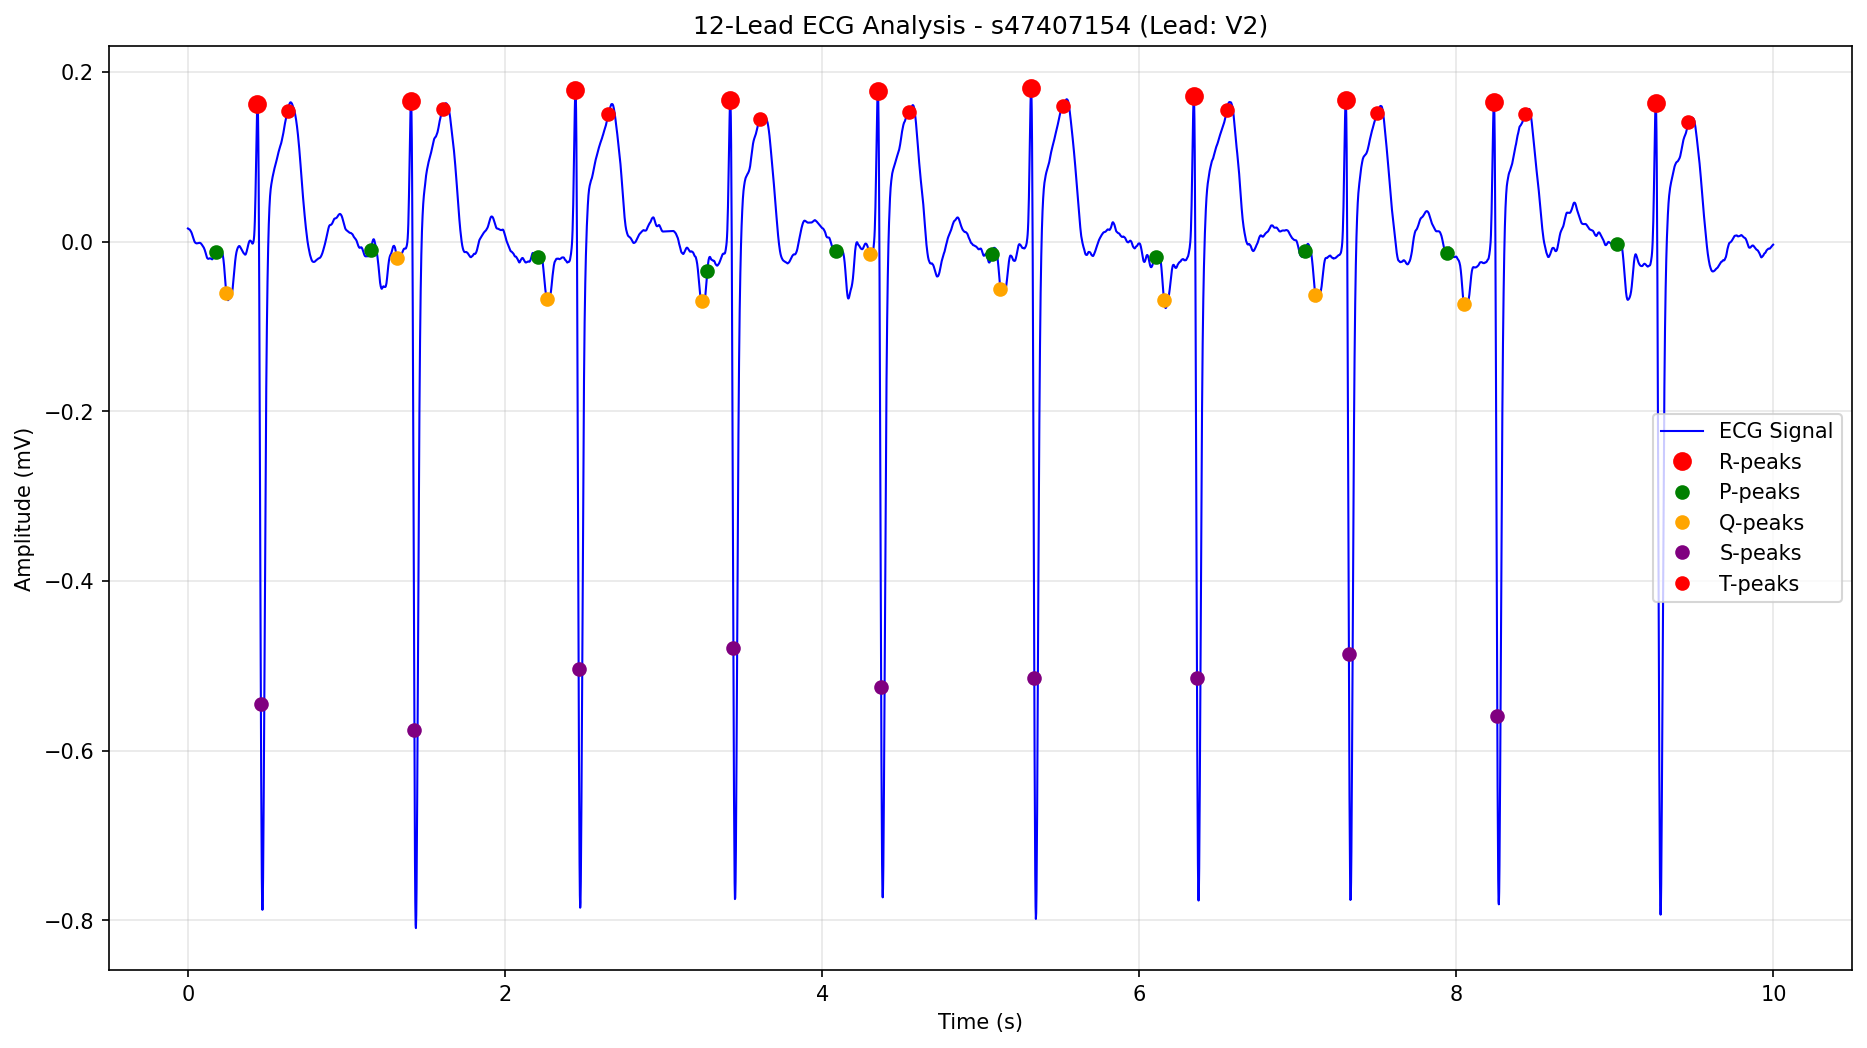 12-Lead ECG Analysis - s47407154 (Lead: V2)
Amplitude (mV)
0.2
0.0
−0.2
−0.4
−0.6
−0.8
ECG Signal
R-peaks
P-peaks
Q-peaks
S-peaks
T-peaks
0 2 4 6 8 10
Time (s)